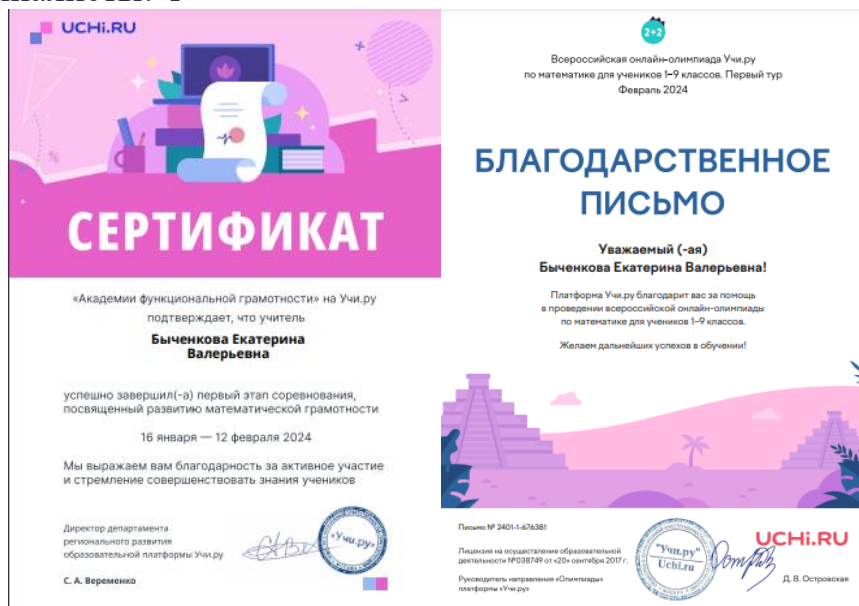 UCHi.RU
СЕРТИФИКАТ
«Академии функциональной грамотности» на Учи.ру
подтверждает, что учитель
Быченкова Екатерина
Валерьевна
успешно завершил(-а) первый этап соревнования,
посвященный развитию математической грамотности
16 января — 12 февраля 2024
Мы выражаем вам благодарность за активное участие
и стремление совершенствовать знания учеников
Директор департамента
регионального развития
образовательной платформы Учи.ру
С. А. Веременко
«Учи.ру»
2+2
Всероссийская онлайн-олимпиада Учи.ру
по математике для учеников 1–9 классов. Первый тур
Февраль 2024
БЛАГОДАРСТВЕННОЕ
ПИСЬМО
Уважаемый (-ая)
Быченкова Екатерина Валерьевна!
Платформа Учи.ру благодарит вас за помощь
в проведении всероссийской онлайн-олимпиады
по математике для учеников 1–9 классов.
Желаем дальнейших успехов в обучении!
Письмо № 2401-1-676381
Лицензия на осуществление образовательной
деятельности №038749 от «20» сентября 2017 г.
Руководитель направления «Олимпиады»
платформы «Учи.ру»
"Учи.ру"
Uchi.ru
UCHi.RU
Д. В. Островская